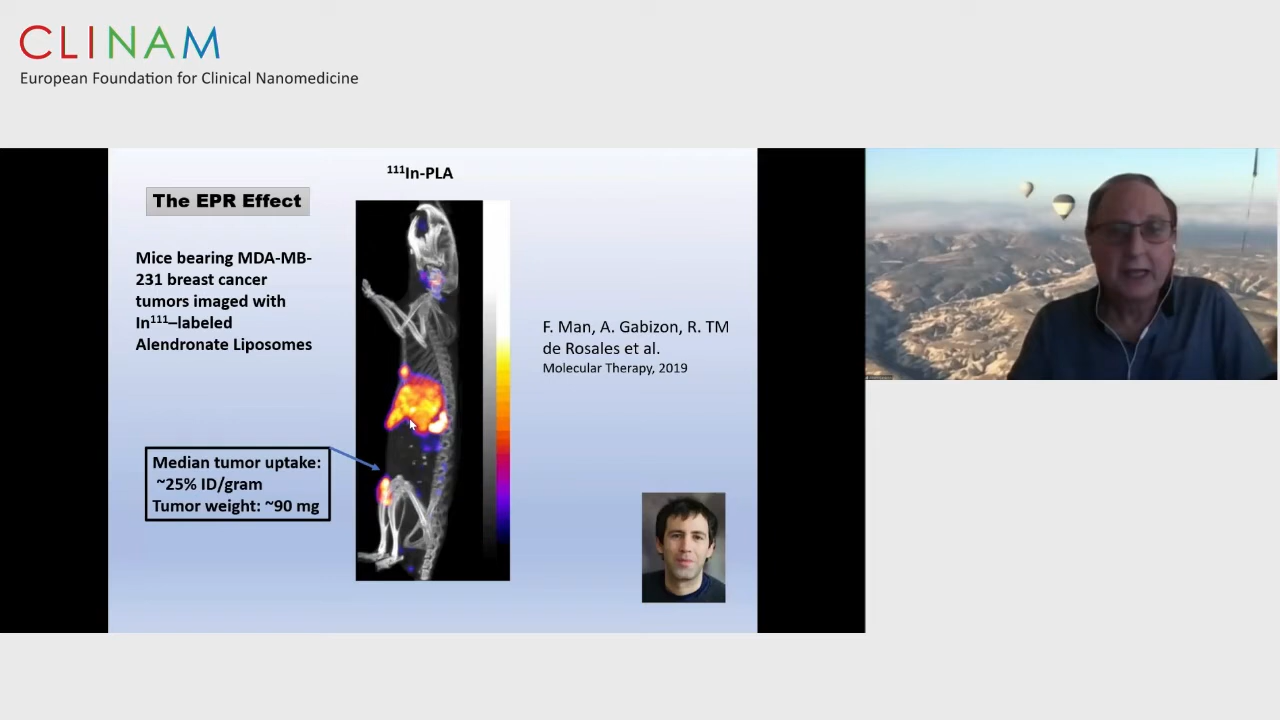 CLINAM
European Foundation for Clinical Nanomedicine
¹¹¹In-PLA
The EPR Effect
Mice bearing MDA-MB-
231 breast cancer
tumors imaged with
In¹¹¹–labeled
Alendronate Liposomes
F. Man, A. Gabizon, R. TM
de Rosales et al.
Molecular Therapy, 2019
Median tumor uptake:
~25% ID/gram
Tumor weight: ~90 mg